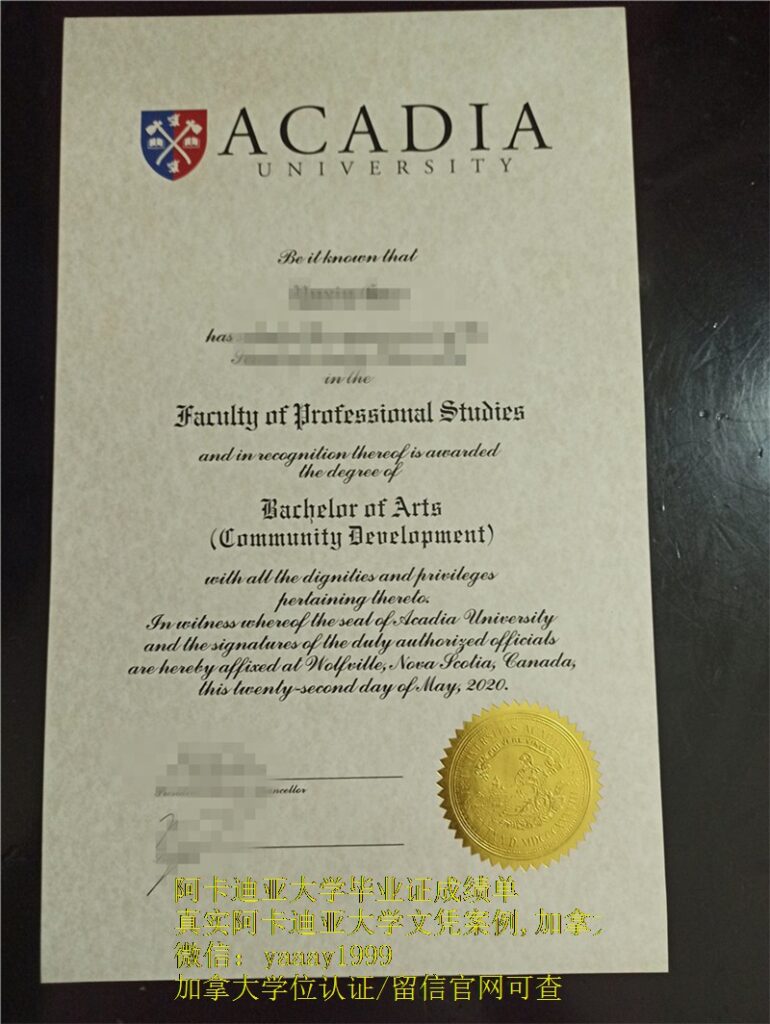 ACADIA
UNIVERSITY
Be it known that
has
in the
Faculty of Professional Studies
and in recognition thereof is awarded
the degree of
Bachelor of Arts
(Community Development)
with all the dignities and privileges
pertaining thereto.
In witness whereof the seal of Acadia University
and the signatures of the duly authorized officials
are hereby affixed at Wolfville, Nova Scotia, Canada,
this twenty-second day of May, 2020.
阿卡迪亚大学毕业证成绩单
真实阿卡迪亚大学文凭案例,加拿
微信：yaaay1999
加拿大学位认证/留信官网可查